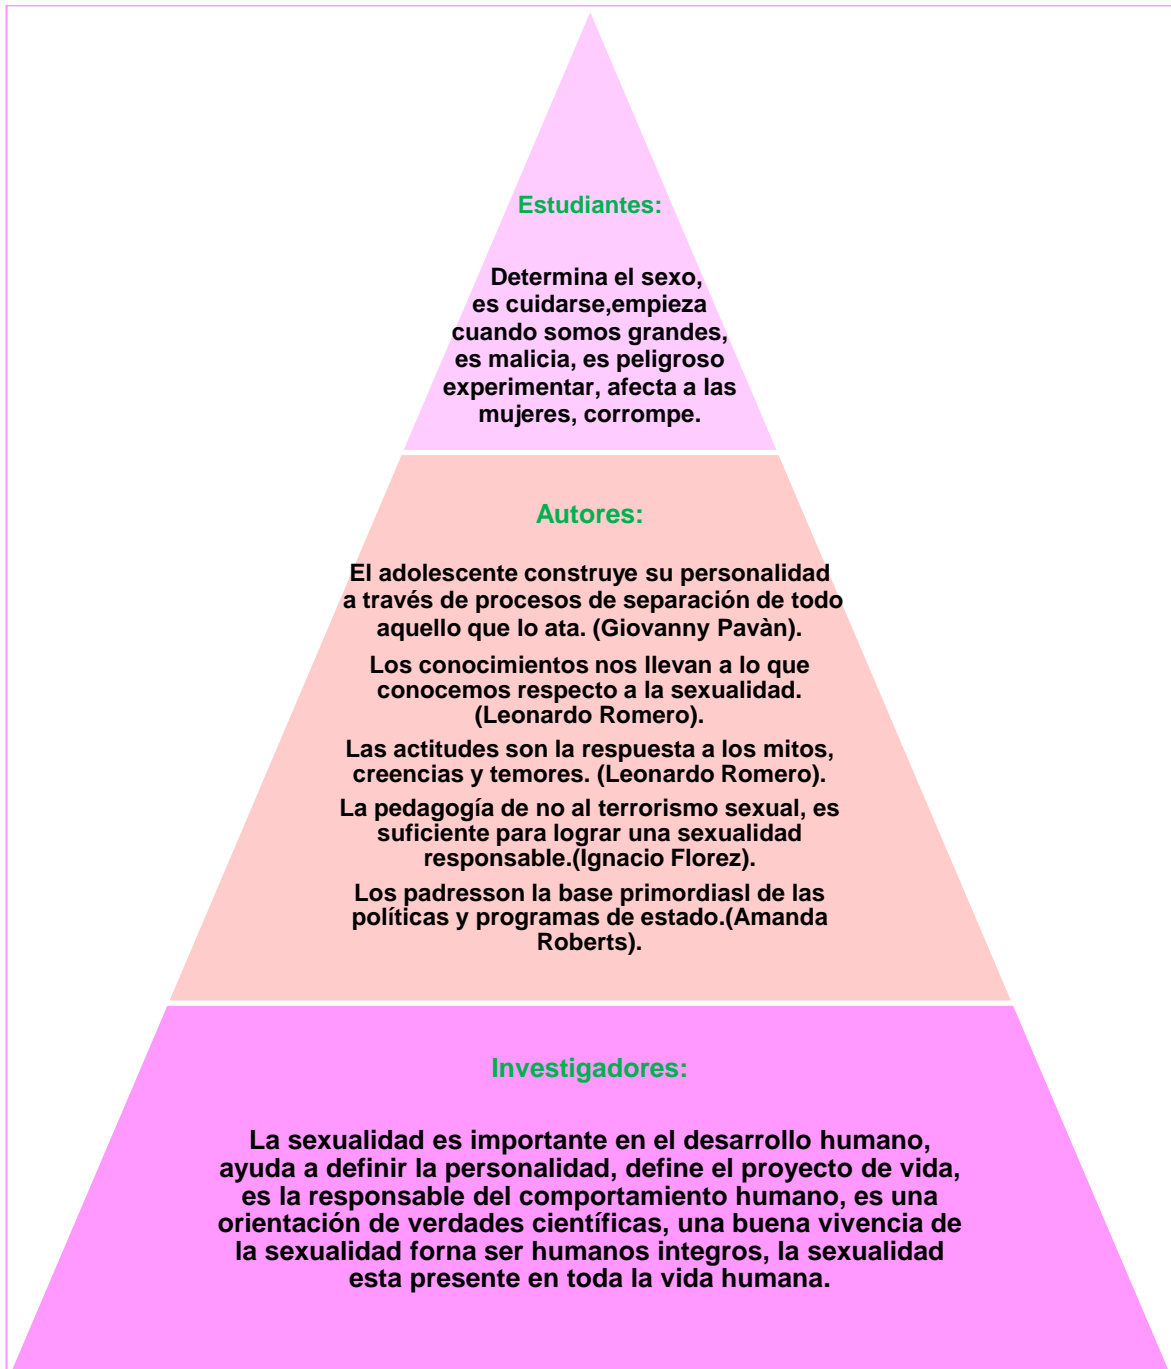 Estudiantes:
Determina el sexo,
es cuidarse,empieza
cuando somos grandes,
es malicia, es peligroso
experimentar, afecta a las
mujeres, corrompe.
Autores:
El adolescente construye su personalidad
a través de procesos de separación de todo
aquello que lo ata. (Giovanny Pavàn).
Los conocimientos nos llevan a lo que
conocemos respecto a la sexualidad.
(Leonardo Romero).
Las actitudes son la respuesta a los mitos,
creencias y temores. (Leonardo Romero).
La pedagogía de no al terrorismo sexual, es
suficiente para lograr una sexualidad
responsable.(Ignacio Florez).
Los padresson la base primordiasl de las
políticas y programas de estado.(Amanda
Roberts).
Investigadores:
La sexualidad es importante en el desarrollo humano,
ayuda a definir la personalidad, define el proyecto de vida,
es la responsable del comportamiento humano, es una
orientación de verdades científicas, una buena vivencia de
la sexualidad forna ser humanos integros, la sexualidad
esta presente en toda la vida humana.